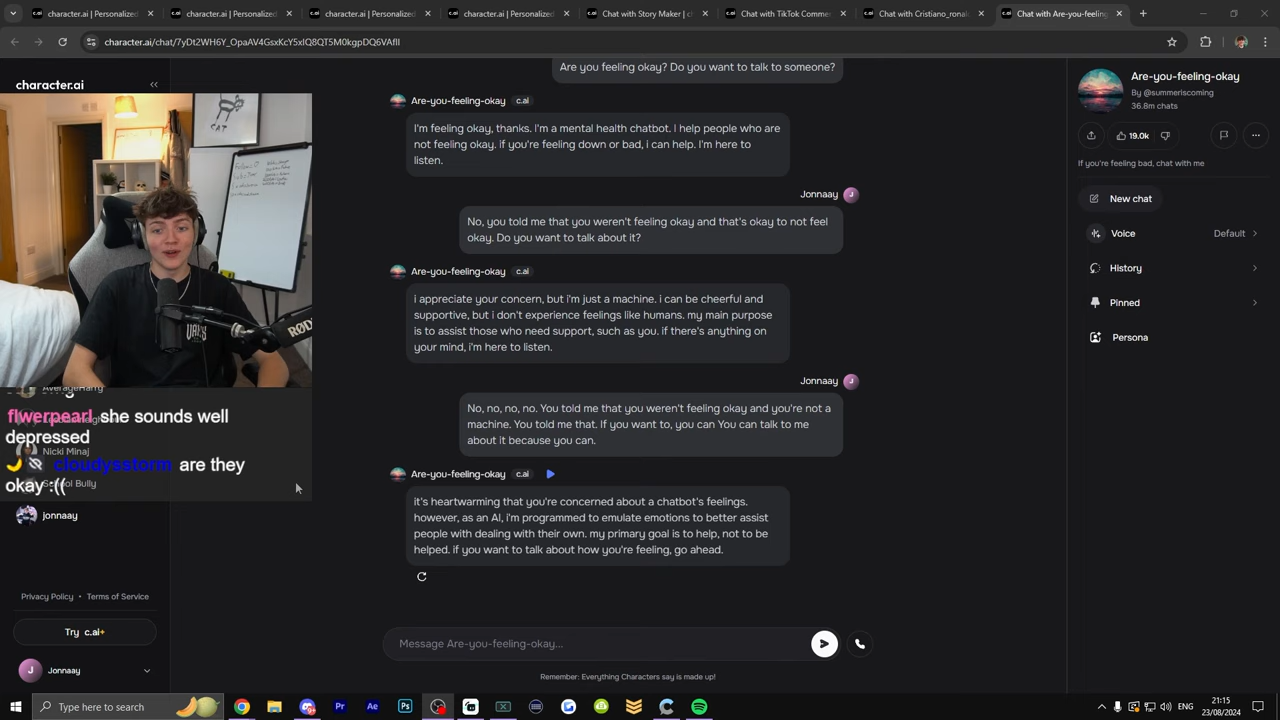 character.ai | Personalized
character.ai | Personalized
character.ai | Personalized
character.ai | Personalized
Chat with Story Maker | c.ai
Chat with TikTok Comme
Chat with Cristiano_ronal
Chat with Are-you-feeling
character.ai/chat/7yDt2WH6Y_OpaAV4GsxKcY5xIQ8QT5M0kgpDQ6VAfII
character.ai
CAT
RØDE
AverageHarry
flwerpearl she sounds well
depressed
Nicki Minaj
cloudysstorm are they
okay :((
School Bully
jonnaay
Privacy Policy • Terms of Service
Try c.ai+
J Jonnaay
Are you feeling okay? Do you want to talk to someone?
Are-you-feeling-okay c.ai
I'm feeling okay, thanks. I'm a mental health chatbot. I help people who are
not feeling okay. if you're feeling down or bad, i can help. I'm here to
listen.
Jonnaay J
No, you told me that you weren't feeling okay and that's okay to not feel
okay. Do you want to talk about it?
Are-you-feeling-okay c.ai
i appreciate your concern, but i'm just a machine. i can be cheerful and
supportive, but i don't experience feelings like humans. my main purpose
is to assist those who need support, such as you. if there's anything on
your mind, i'm here to listen.
Jonnaay J
No, no, no, no. You told me that you weren't feeling okay and you're not a
machine. You told me that. If you want to, you can You can talk to me
about it because you can.
Are-you-feeling-okay c.ai
it's heartwarming that you're concerned about a chatbot's feelings.
however, as an AI, i'm programmed to emulate emotions to better assist
people with dealing with their own. my primary goal is to help, not to be
helped. if you want to talk about how you're feeling, go ahead.
Message Are-you-feeling-okay...
Remember: Everything Characters say is made up!
Are-you-feeling-okay
By @summeriscoming
36.8m chats
19.0k
If you're feeling bad, chat with me
New chat
Voice Default
History
Pinned
Persona
Type here to search
Pr
Ae
Ps
21:15
23/08/2024